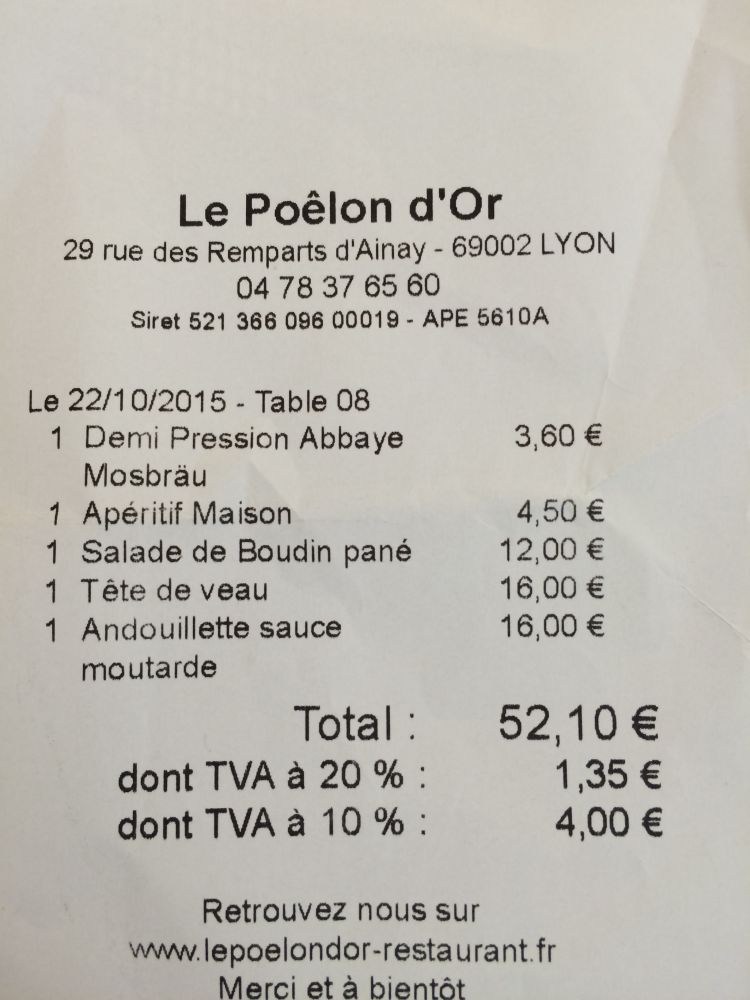 Le Poêlon d'Or
29 rue des Remparts d'Ainay - 69002 LYON
04 78 37 65 60
Siret 521 366 096 00019 - APE 5610A
Le 22/10/2015 - Table 08
1 Demi Pression Abbaye 3,60 €
Mosbräu
1 Apéritif Maison 4,50 €
1 Salade de Boudin pané 12,00 €
1 Tête de veau 16,00 €
1 Andouillette sauce 16,00 €
moutarde
Total : 52,10 €
dont TVA à 20 % : 1,35 €
dont TVA à 10 % : 4,00 €
Retrouvez nous sur
www.lepoelondor-restaurant.fr
Merci et à bientôt